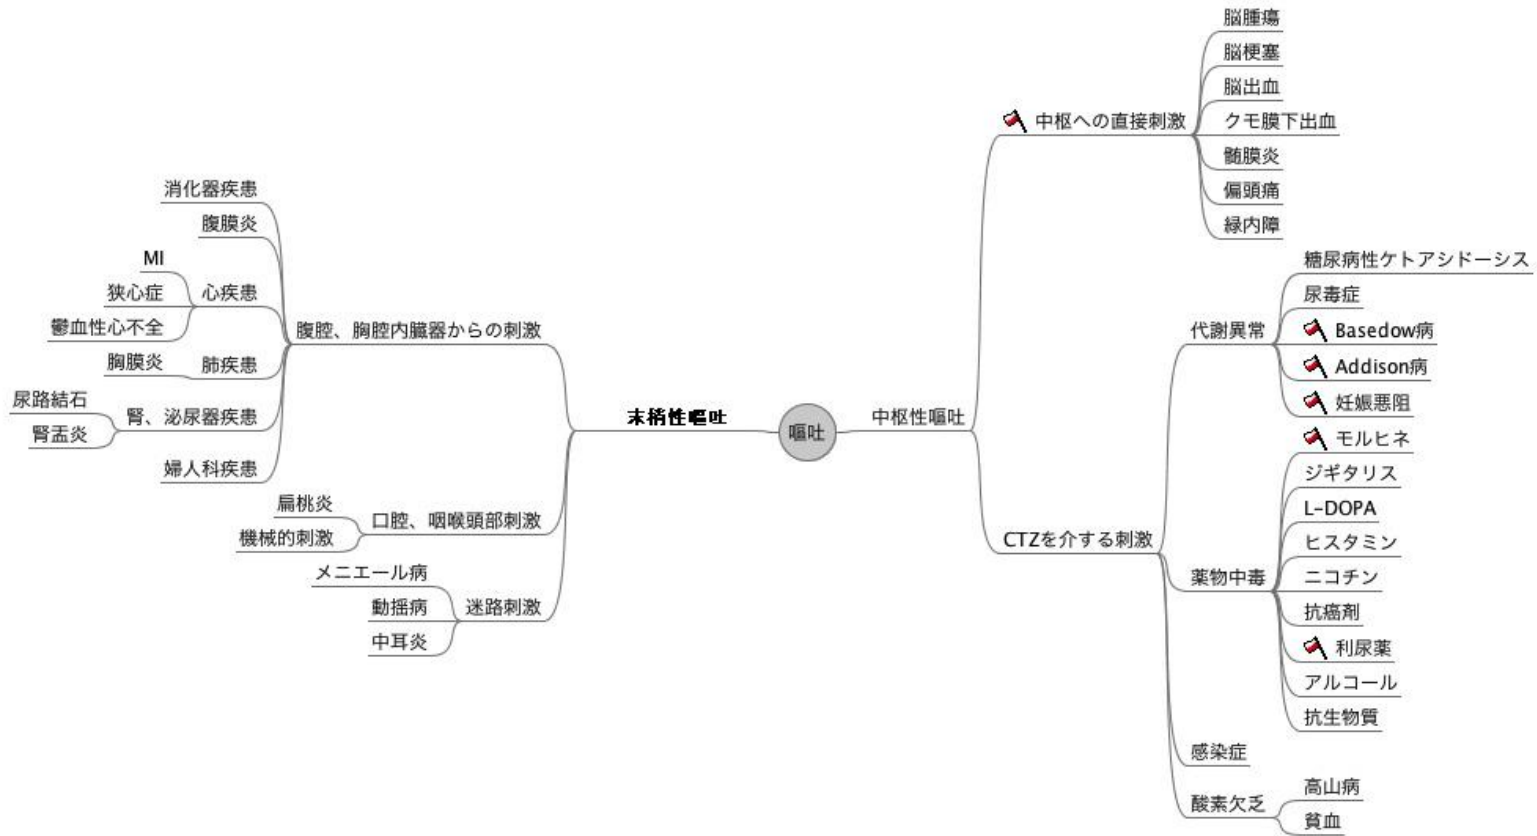 嘔吐
末梢性嘔吐
腹腔、胸腔内臓器からの刺激
消化器疾患
腹膜炎
心疾患
MI
狭心症
鬱血性心不全
肺疾患
胸膜炎
腎、泌尿器疾患
尿路結石
腎盂炎
婦人科疾患
口腔、咽喉頭部刺激
扁桃炎
機械的刺激
迷路刺激
メニエール病
動揺病
中耳炎
中枢性嘔吐
中枢への直接刺激
脳腫瘍
脳梗塞
脳出血
クモ膜下出血
髄膜炎
偏頭痛
緑内障
CTZを介する刺激
代謝異常
糖尿病性ケトアシドーシス
尿毒症
Basedow病
Addison病
妊娠悪阻
薬物中毒
モルヒネ
ジギタリス
L-DOPA
ヒスタミン
ニコチン
抗癌剤
利尿薬
アルコール
抗生物質
感染症
酸素欠乏
高山病
貧血